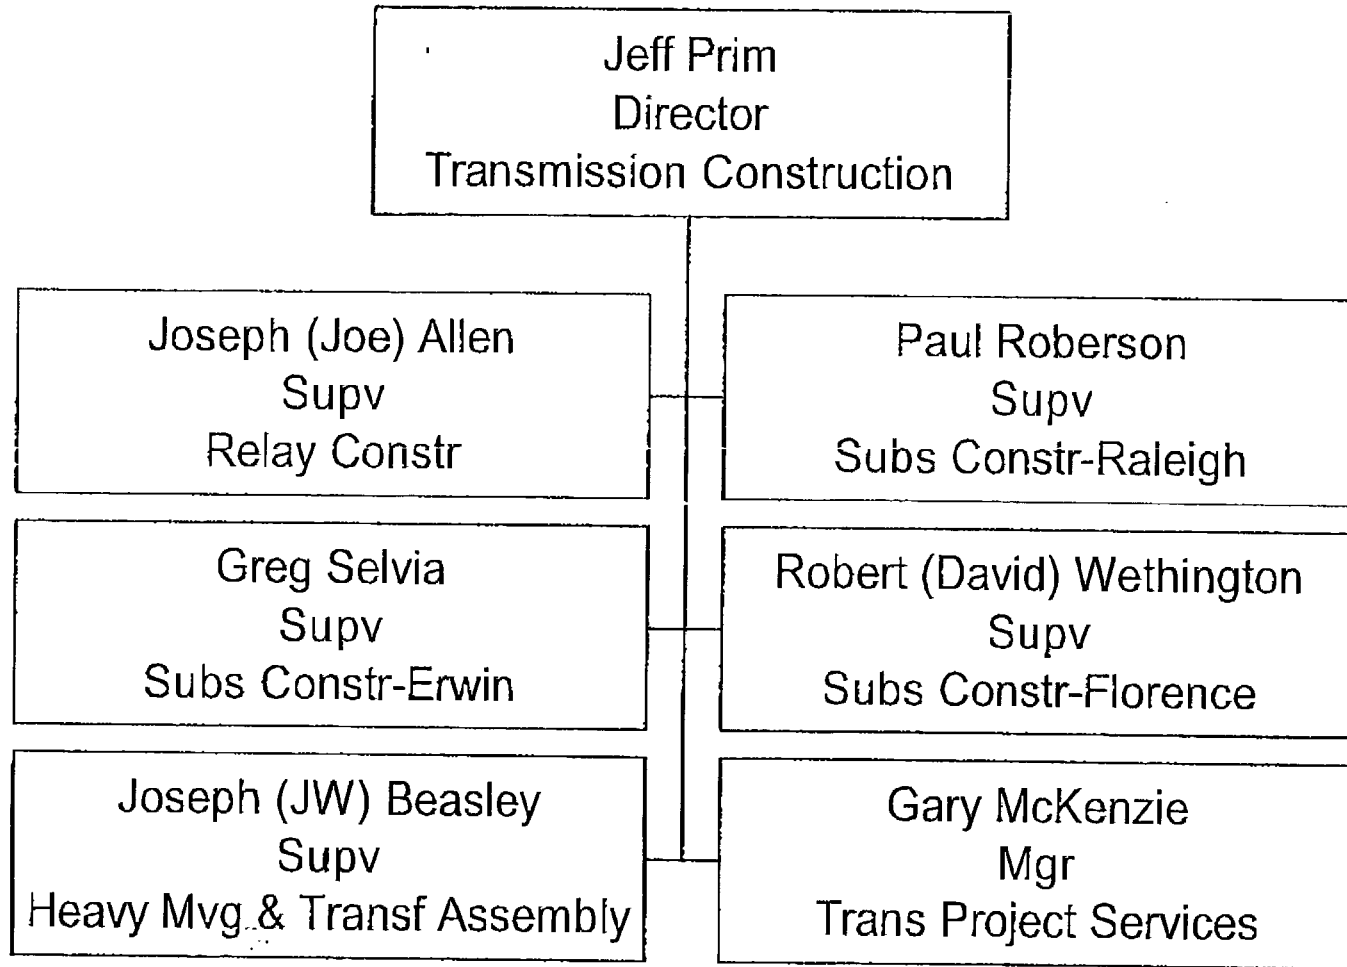 Jeff Prim
Director
Transmission Construction
Joseph (Joe) Allen
Supv
Relay Constr
Paul Roberson
Supv
Subs Constr-Raleigh
Greg Selvia
Supv
Subs Constr-Erwin
Robert (David) Wethington
Supv
Subs Constr-Florence
Joseph (JW) Beasley
Supv
Heavy Mvg & Transf Assembly
Gary McKenzie
Mgr
Trans Project Services